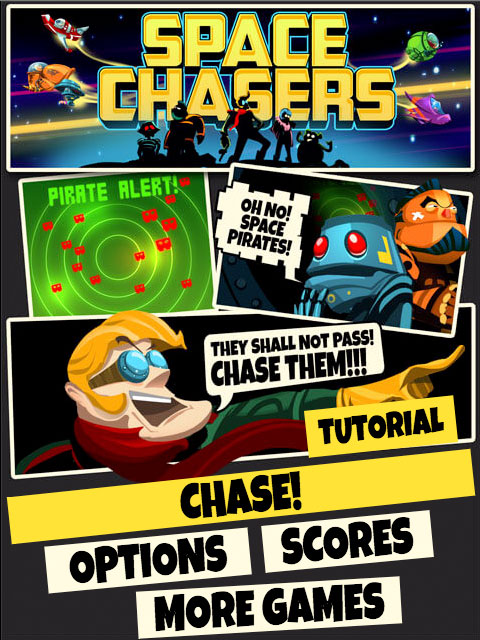 SPACE
CHASERS
PIRATE ALERT!
OH NO!
SPACE
PIRATES!
THEY SHALL NOT PASS!
CHASE THEM!!!
TUTORIAL
CHASE!
OPTIONS
SCORES
MORE GAMES